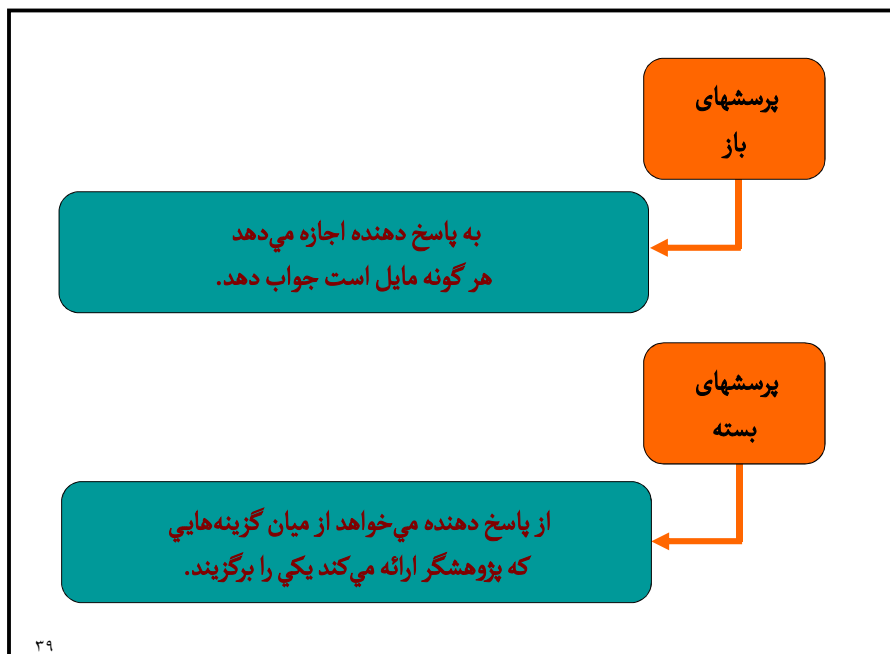 پرسشهای
باز
به پاسخ دهنده اجازه مي‌دهد
هر گونه مايل است جواب دهد.
پرسشهای
بسته
از پاسخ دهنده مي‌خواهد از ميان گزينه‌هايي
که پژوهشگر ارائه مي‌کند يکي را برگزيند.
۳۹